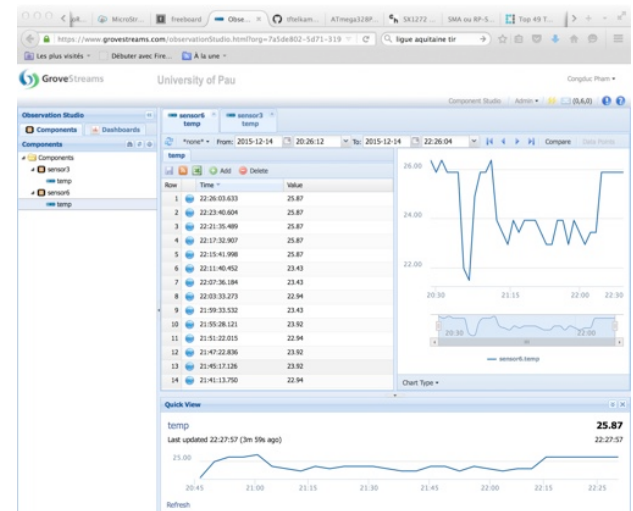 freeboard
Obse...
ATmega328P...
SX1272 ...
SMA ou RP-S...
Top 49 T...
https://www.grovestreams.com/observationStudio.html?org=7a5de802-5d71-319
ligue aquitaine tir
Les plus visités
Débuter avec Fire...
À la une
GroveStreams
University of Pau
Congduc Pham
Component Studio
Admin
(0,6,0)
Observation Studio
Components
Dashboards
Components
Components
sensor3
temp
sensor6
temp
sensor6
temp
sensor3
temp
*none*
From: 2015-12-14
20:26:12
To: 2015-12-14
22:26:04
Compare
Data Points
temp
Add
Delete
Row Time Value
1 22:26:03.633 25.87
2 22:23:40.604 25.87
3 22:21:35.489 25.87
4 22:17:32.907 25.87
5 22:15:41.998 25.87
6 22:11:40.452 23.43
7 22:07:36.184 23.43
8 22:03:33.273 22.94
9 21:59:33.532 23.43
10 21:55:28.121 23.92
11 21:51:22.015 22.94
12 21:47:22.836 23.92
13 21:45:17.126 23.92
14 21:41:13.750 22.94
26.00
24.00
22.00
20:30 21:15 22:00 22:30
20:30 22:00
sensor6.temp
Chart Type
Quick View
temp 25.87
Last updated 22:27:57 (3m 59s ago) 22:27:57
25.00
20:45 21:00 21:15 21:30 21:45 22:00 22:15 22:25
Refresh